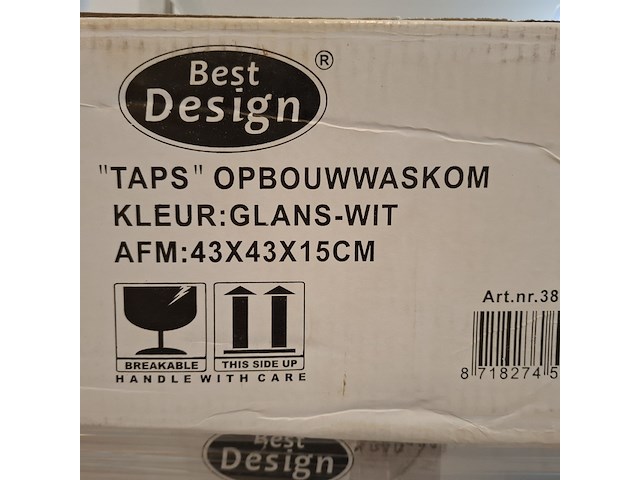 Best
Design
®
"TAPS" OPBOUWWASKOM
KLEUR:GLANS-WIT
AFM:43X43X15CM
BREAKABLE
THIS SIDE UP
HANDLE WITH CARE
Art.nr.38
8 718274 5
Best
Design